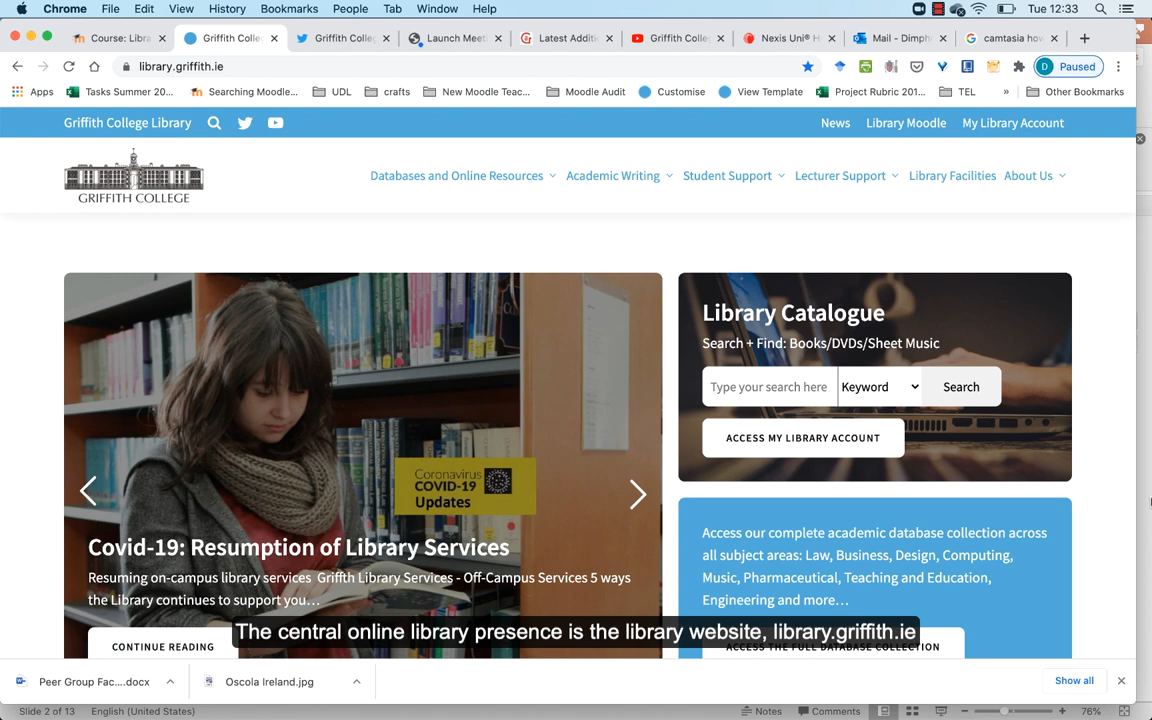 Chrome File Edit View History Bookmarks People Tab Window Help Tue 12:33
Course: Libra Griffith Colleg Griffith Colleg Launch Meeti Latest Additio Griffith Colle Nexis Uni® H Mail - Dimph camtasia how
library.griffith.ie D Paused
Apps Tasks Summer 20... Searching Moodle... UDL crafts New Moodle Teac... Moodle Audit Customise View Template Project Rubric 201... TEL » Other Bookmarks
Griffith College Library News Library Moodle My Library Account
GRIFFITH COLLEGE
Databases and Online Resources Academic Writing Student Support Lecturer Support Library Facilities About Us
Library Catalogue
Search + Find: Books/DVDs/Sheet Music
Type your search here Keyword Search
ACCESS MY LIBRARY ACCOUNT
Coronavirus
COVID-19
Updates
Covid-19: Resumption of Library Services
Resuming on-campus library services Griffth Library Services - Off-Campus Services 5 ways
the Library continues to support you…
CONTINUE READING
Access our complete academic database collection across
all subject areas: Law, Business, Design, Computing,
Music, Pharmaceutical, Teaching and Education,
Engineering and more…
ACCESS THE FULL DATABASE COLLECTION
The central online library presence is the library website, library.griffith.ie
Peer Group Fac....docx Oscola Ireland.jpg Show all
Slide 2 of 13 English (United States) Notes Comments 76%